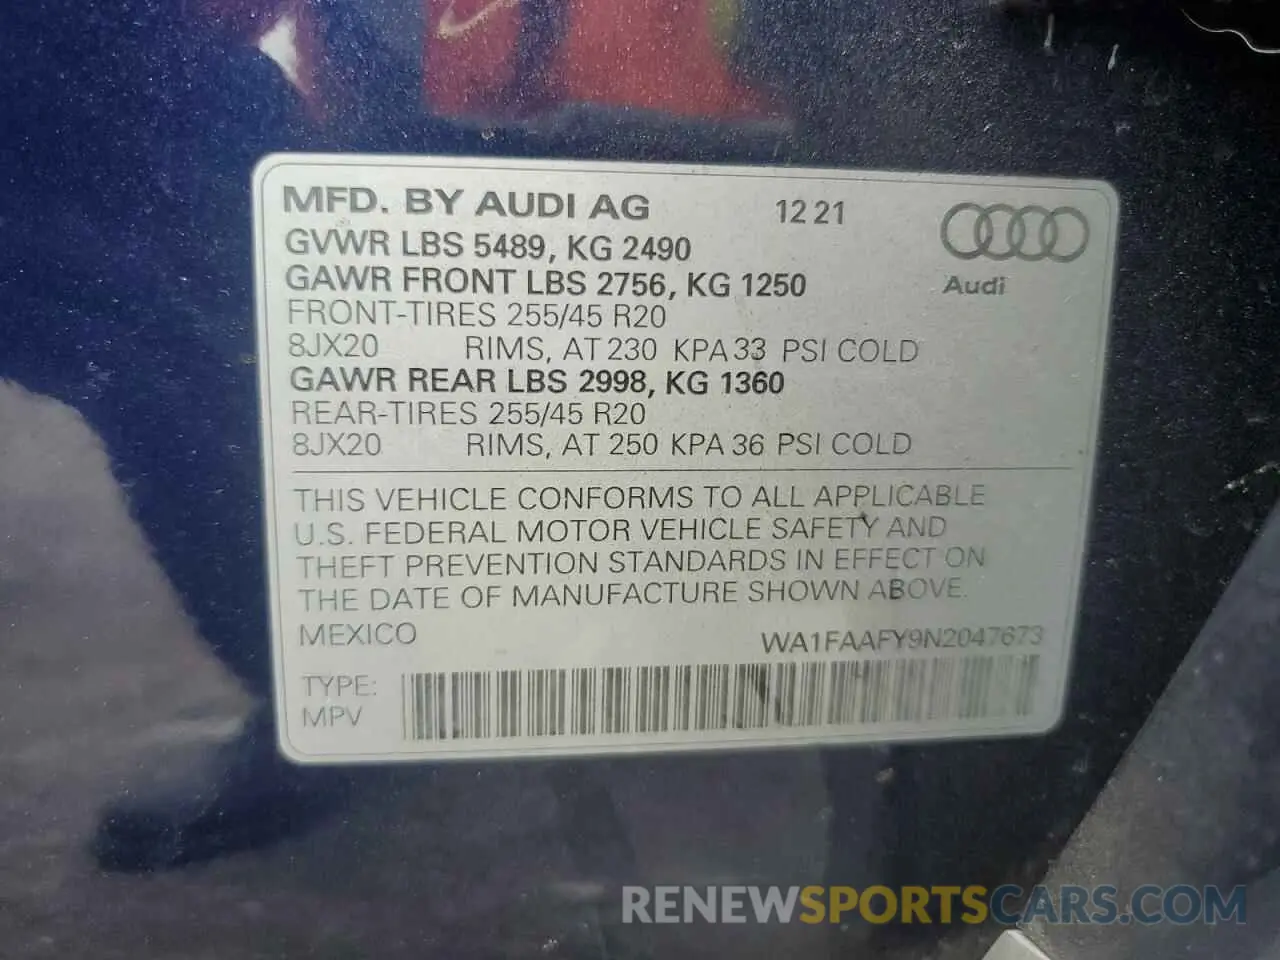 MFD. BY AUDI AG 12 21
GVWR LBS 5489, KG 2490
GAWR FRONT LBS 2756, KG 1250
Audi
FRONT-TIRES 255/45 R20
8JX20 RIMS, AT 230 KPA 33 PSI COLD
GAWR REAR LBS 2998, KG 1360
REAR-TIRES 255/45 R20
8JX20 RIMS, AT 250 KPA 36 PSI COLD
THIS VEHICLE CONFORMS TO ALL APPLICABLE
U.S. FEDERAL MOTOR VEHICLE SAFETY AND
THEFT PREVENTION STANDARDS IN EFFECT ON
THE DATE OF MANUFACTURE SHOWN ABOVE.
MEXICO WA1FAAFY9N2047673
TYPE:
MPV
RENEWSPORTSCARS.COM